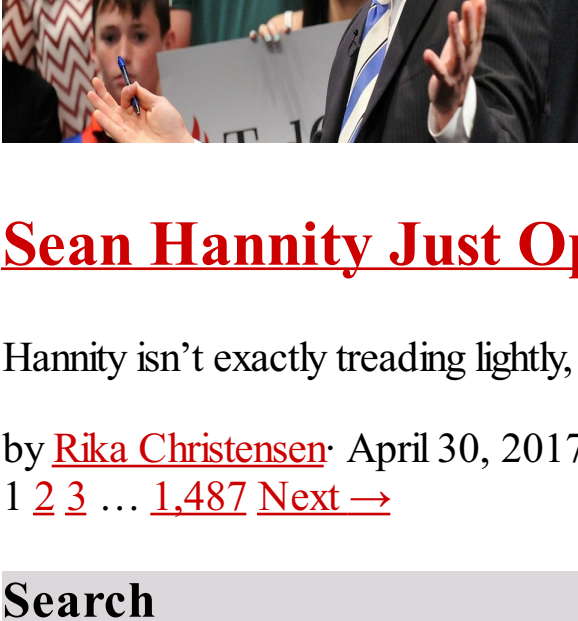 Sean Hannity Just Op
Hannity isn’t exactly treading lightly,
by Rika Christensen· April 30, 2017
1 2 3 … 1,487 Next →
Search